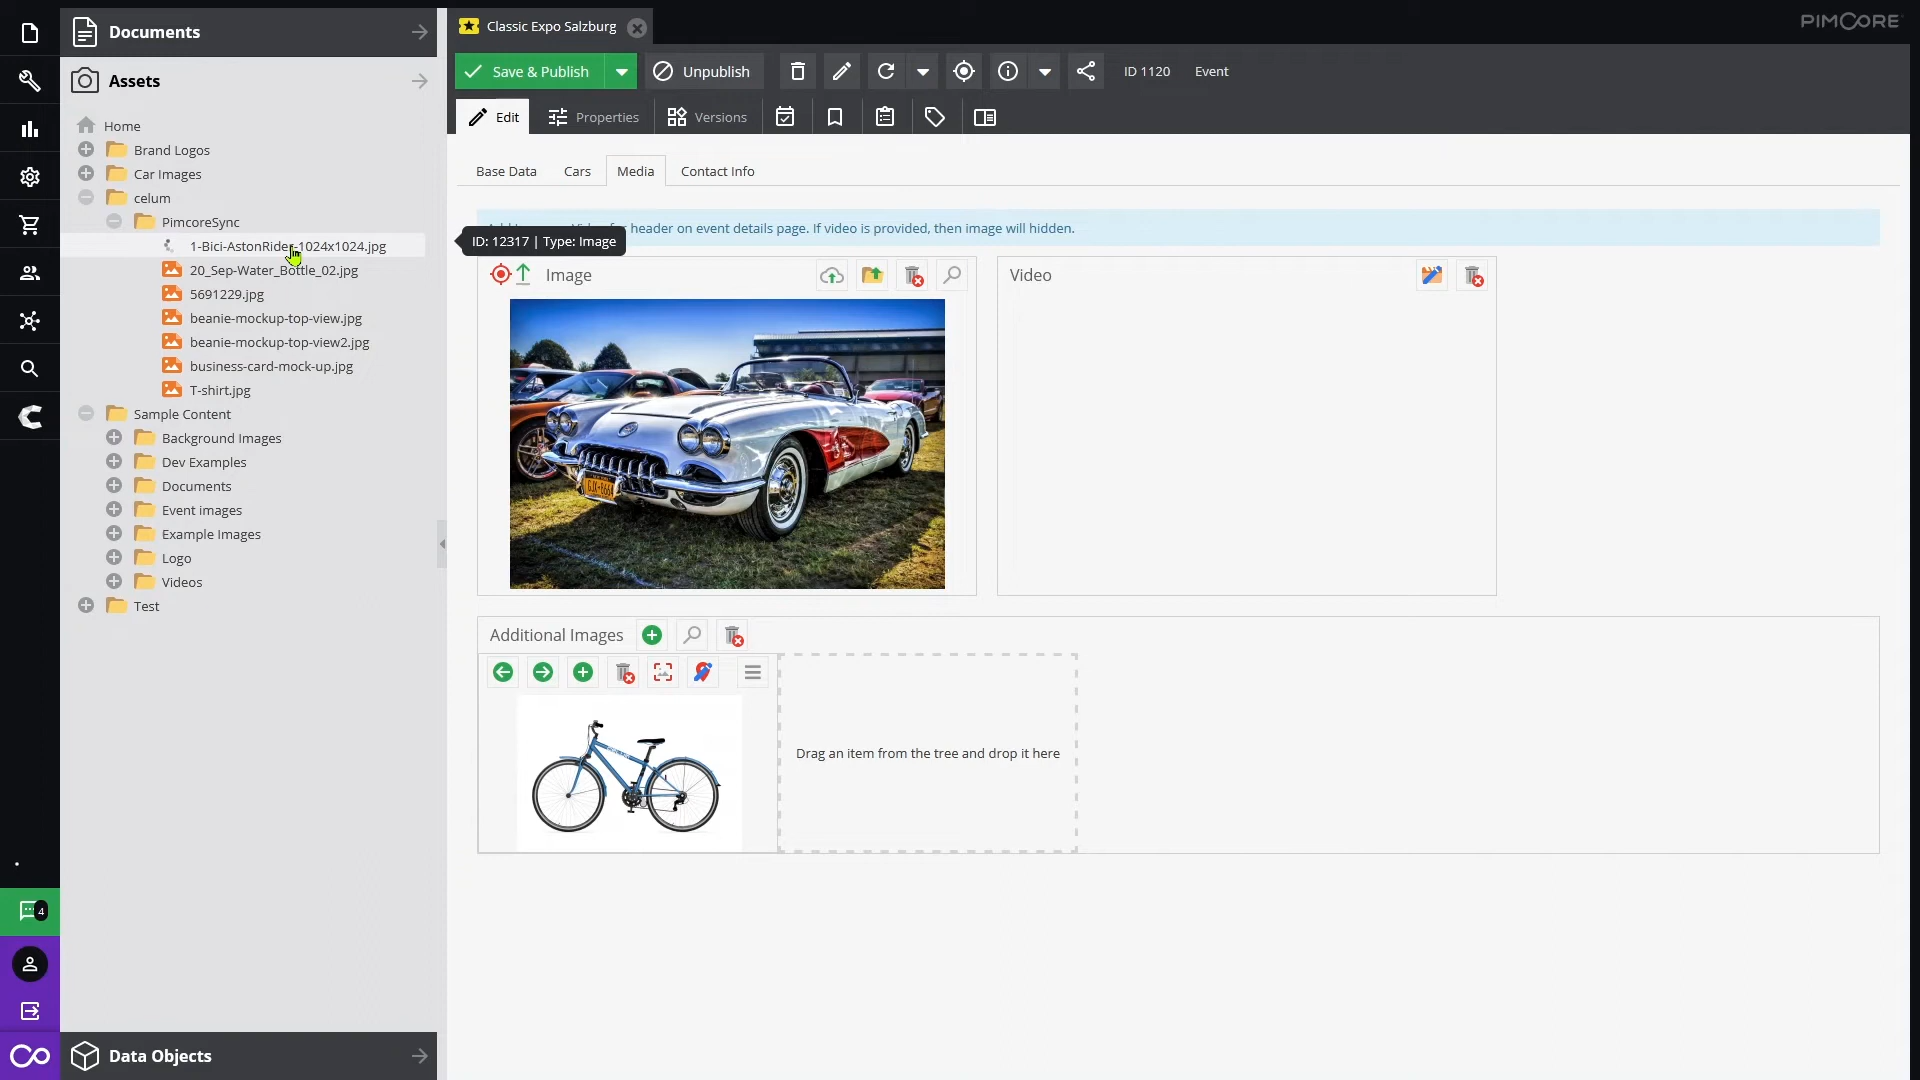 Documents
Classic Expo Salzburg
PIMCORE
Assets
Save & Publish
Unpublish
ID 1120
Event
Edit
Properties
Versions
Home
Brand Logos
Car Images
celum
PimcoreSync
1-Bici-AstonRider-1024x1024.jpg
20_Sep-Water_Bottle_02.jpg
5691229.jpg
beanie-mockup-top-view.jpg
beanie-mockup-top-view2.jpg
business-card-mock-up.jpg
T-shirt.jpg
Sample Content
Background Images
Dev Examples
Documents
Event images
Example Images
Logo
Videos
Test
4
Data Objects
Base Data
Cars
Media
Contact Info
header on event details page. If video is provided, then image will hidden.
ID: 12317 | Type: Image
Image
Video
Additional Images
Drag an item from the tree and drop it here